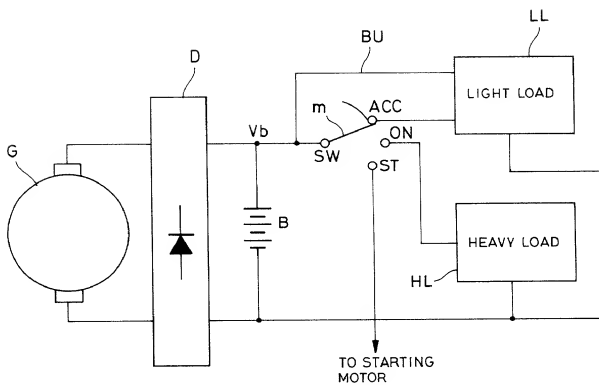 LL
BU
LIGHT LOAD
D
m
ACC
G
Vb
ON
SW
ST
B
HEAVY LOAD
HL
TO STARTING
MOTOR